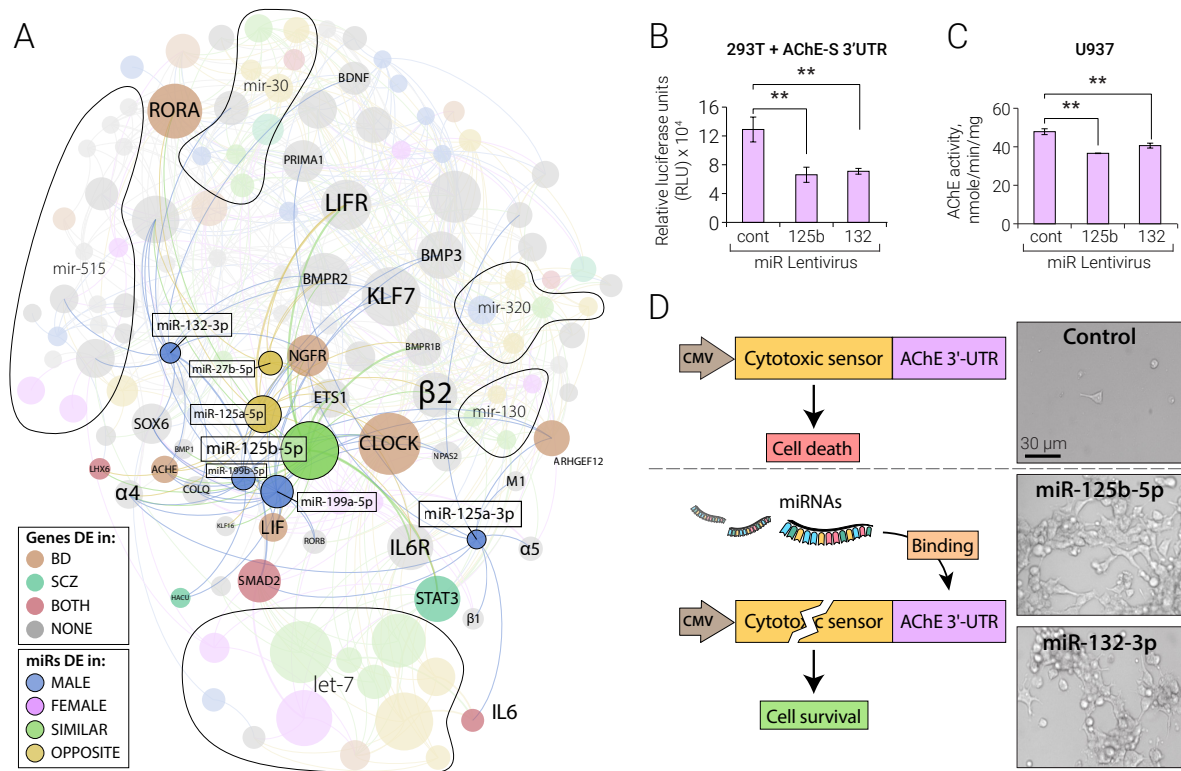 A
mir-30
BDNF
RORA
PRIMA1
LIFR
mir-515
BMP3
BMPR2
KLF7
mir-320
miR-132-3p
BMPR1B
NGFR
miR-27b-5p
ETS1
β2
mir-130
miR-125a-5p
SOX6
CLOCK
BMP1
miR-125b-5p
NPAS2
ARHGEF12
LHX6
ACHE
miR-199b-5p
M1
α4
COLQ
miR-199a-5p
miR-125a-3p
KLF16
LIF
RORB
IL6R
α5
SMAD2
HACU
STAT3
β1
let-7
IL6
Genes DE in:
BD
SCZ
BOTH
NONE
miRs DE in:
MALE
FEMALE
SIMILAR
OPPOSITE
B
293T + AChE-S 3'UTR
**
**
Relative luciferase units
(RLU) x 10⁴
16
12
8
4
0
cont 125b 132
miR Lentivirus
C
U937
**
**
AChE activity,
nmole/min/mg
60
40
20
0
cont 125b 132
miR Lentivirus
D
CMV
Cytotoxic sensor
AChE 3'-UTR
Cell death
Control
30 µm
miRNAs
Binding
CMV
Cytotoxic sensor
AChE 3'-UTR
Cell survival
miR-125b-5p
miR-132-3p